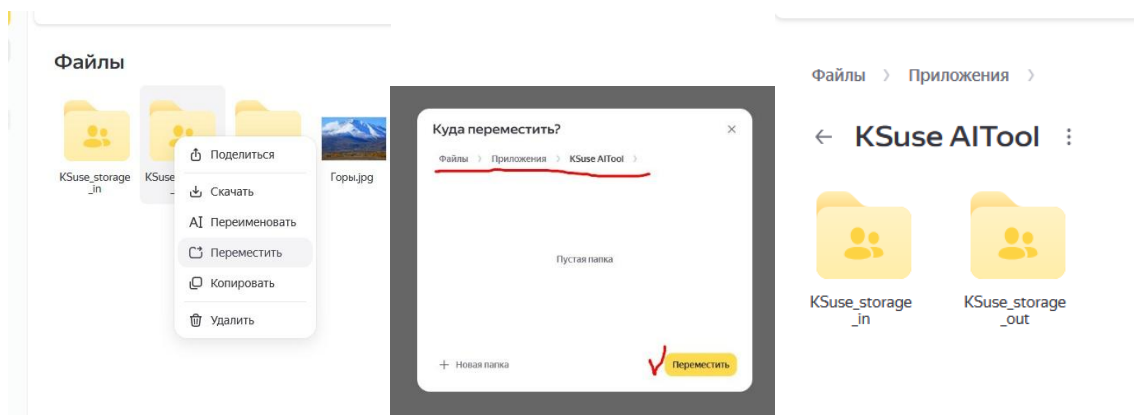 Файлы
KSuse_storage
_in
KSuse
_
Горы.jpg
Поделиться
Скачать
Переименовать
Переместить
Копировать
Удалить
Куда переместить?
Файлы > Приложения > KSuse AITool >
Пустая папка
+ Новая папка
Переместить
Файлы > Приложения >
← KSuse AITool
KSuse_storage
_in
KSuse_storage
_out